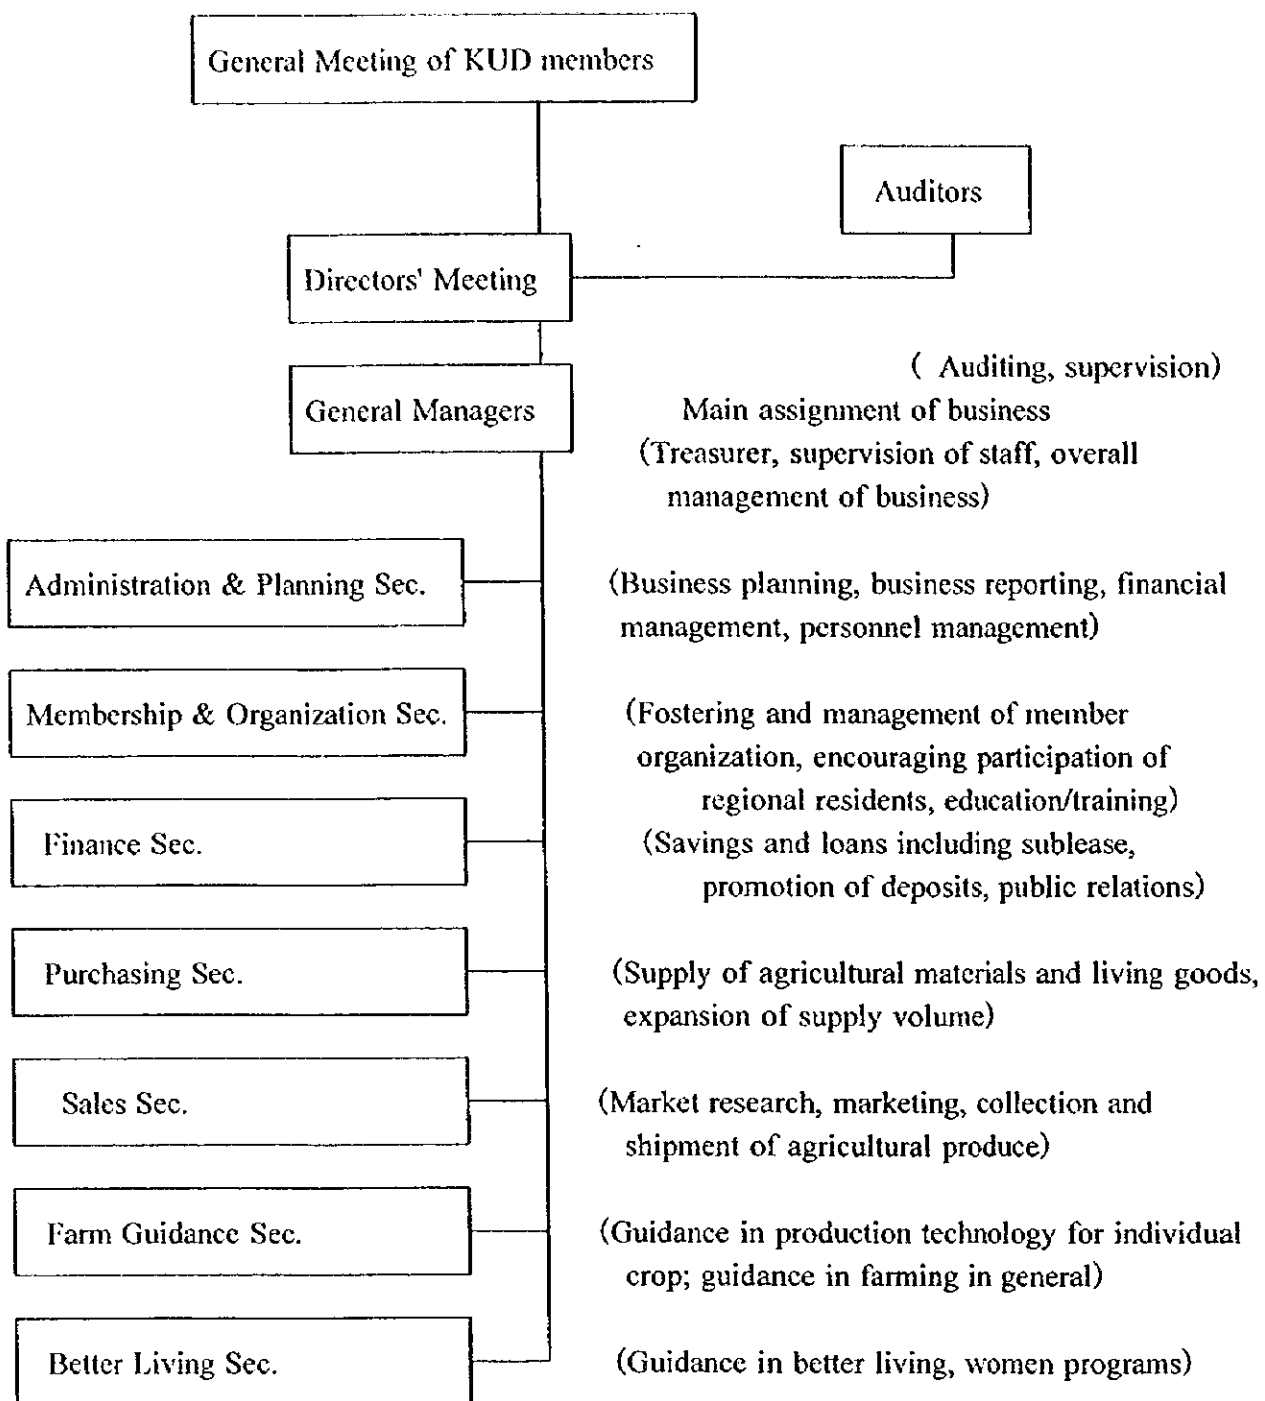 General Meeting of KUD members
Auditors
Directors' Meeting
( Auditing, supervision)
General Managers
Main assignment of business
(Treasurer, supervision of staff, overall
management of business)
Administration & Planning Sec.
(Business planning, business reporting, financial
management, personnel management)
Membership & Organization Sec.
(Fostering and management of member
organization, encouraging participation of
regional residents, education/training)
Finance Sec.
(Savings and loans including sublease,
promotion of deposits, public relations)
Purchasing Sec.
(Supply of agricultural materials and living goods,
expansion of supply volume)
Sales Sec.
(Market research, marketing, collection and
shipment of agricultural produce)
Farm Guidance Sec.
(Guidance in production technology for individual
crop; guidance in farming in general)
Better Living Sec.
(Guidance in better living, women programs)